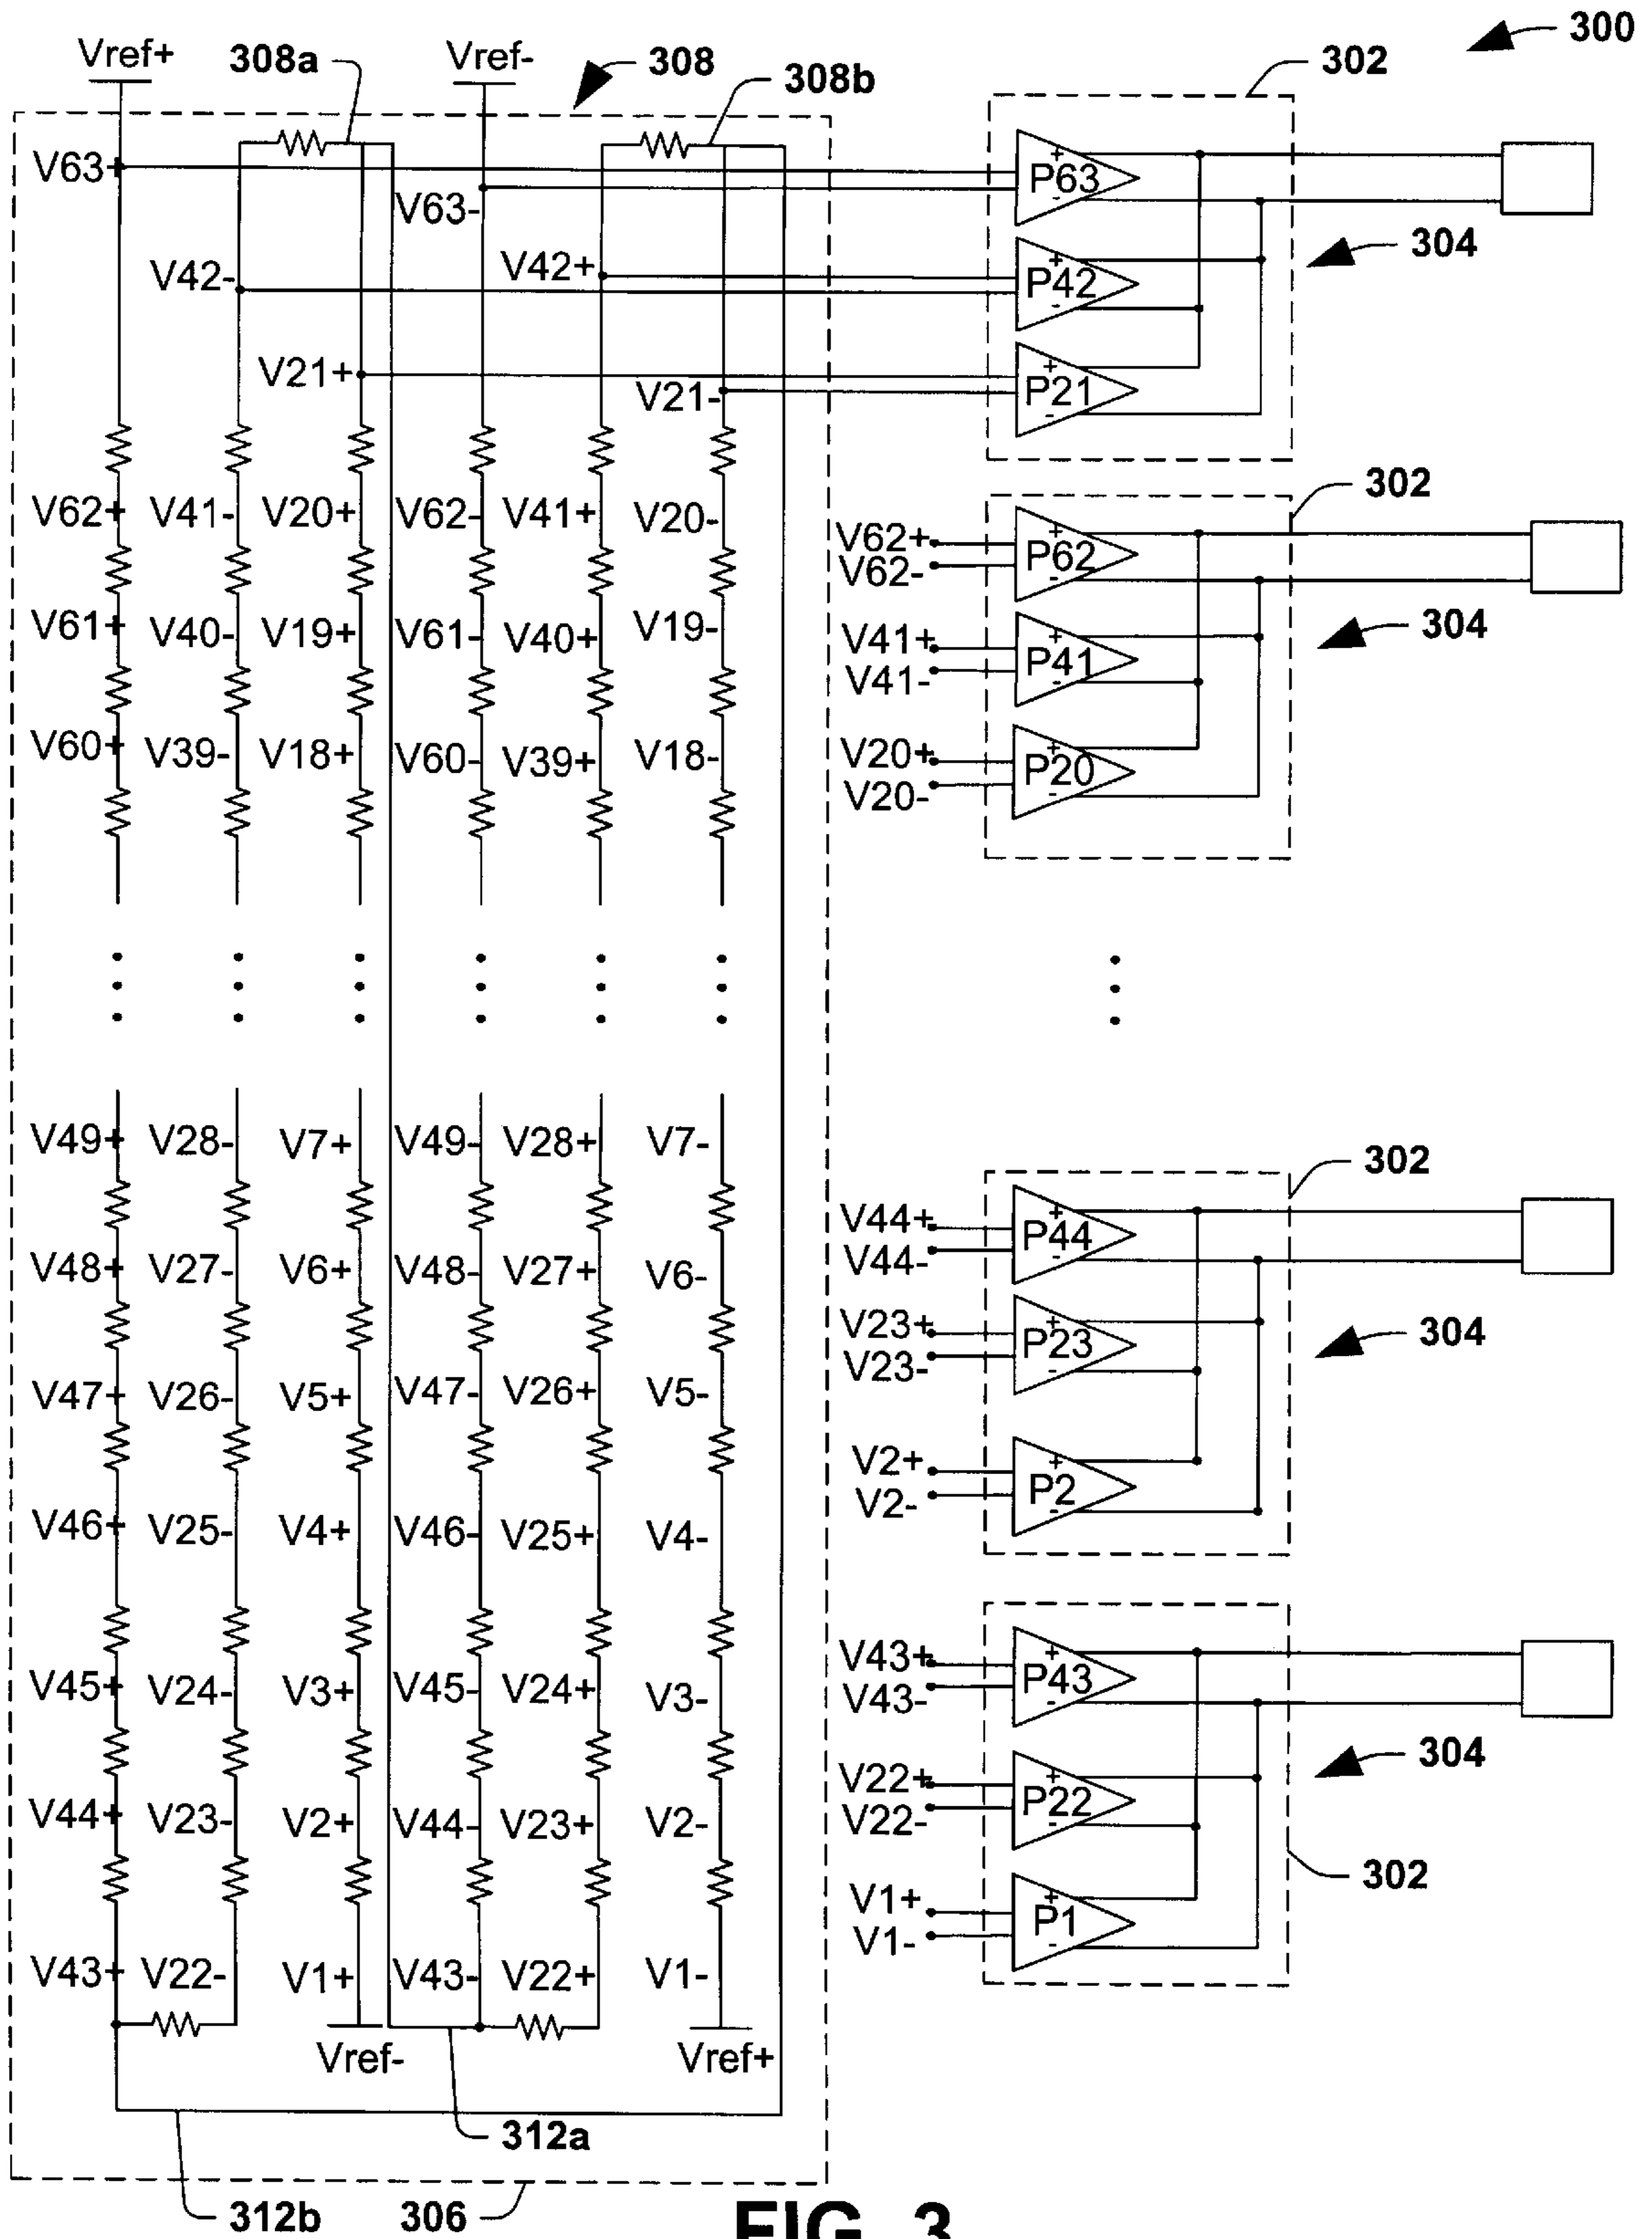 300
Vref+ 308a Vref- 308 308b 302
V63+ P63 + -
V63-
304
V42- V42+ P42 + -
V21+ V21- P21 + -
302
V62+ V41- V20+ V62- V41+ V20- V62+ V62- P62 + -
304
V61+ V40- V19+ V61- V40+ V19- V41+ V41- P41 + -
V60+ V39- V18+ V60- V39+ V18- V20+ V20- P20 + -
302
V49+ V28- V7+ V49- V28+ V7-
V44+ V44- P44 + -
V48+ V27- V6+ V48- V27+ V6-
304
V23+ V23- P23 + -
V47+ V26- V5+ V47- V26+ V5-
V2+ V2- P2 + -
V46+ V25- V4+ V46- V25+ V4-
V45+ V24- V3+ V45- V24+ V3- V43+ V43- P43 + -
304
V44+ V23- V2+ V44- V23+ V2- V22+ V22- P22 + -
302
V1+ V1- P1 + -
V43+ V22- V1+ V43- V22+ V1-
Vref- Vref+
312a
312b 306
FIG. 3